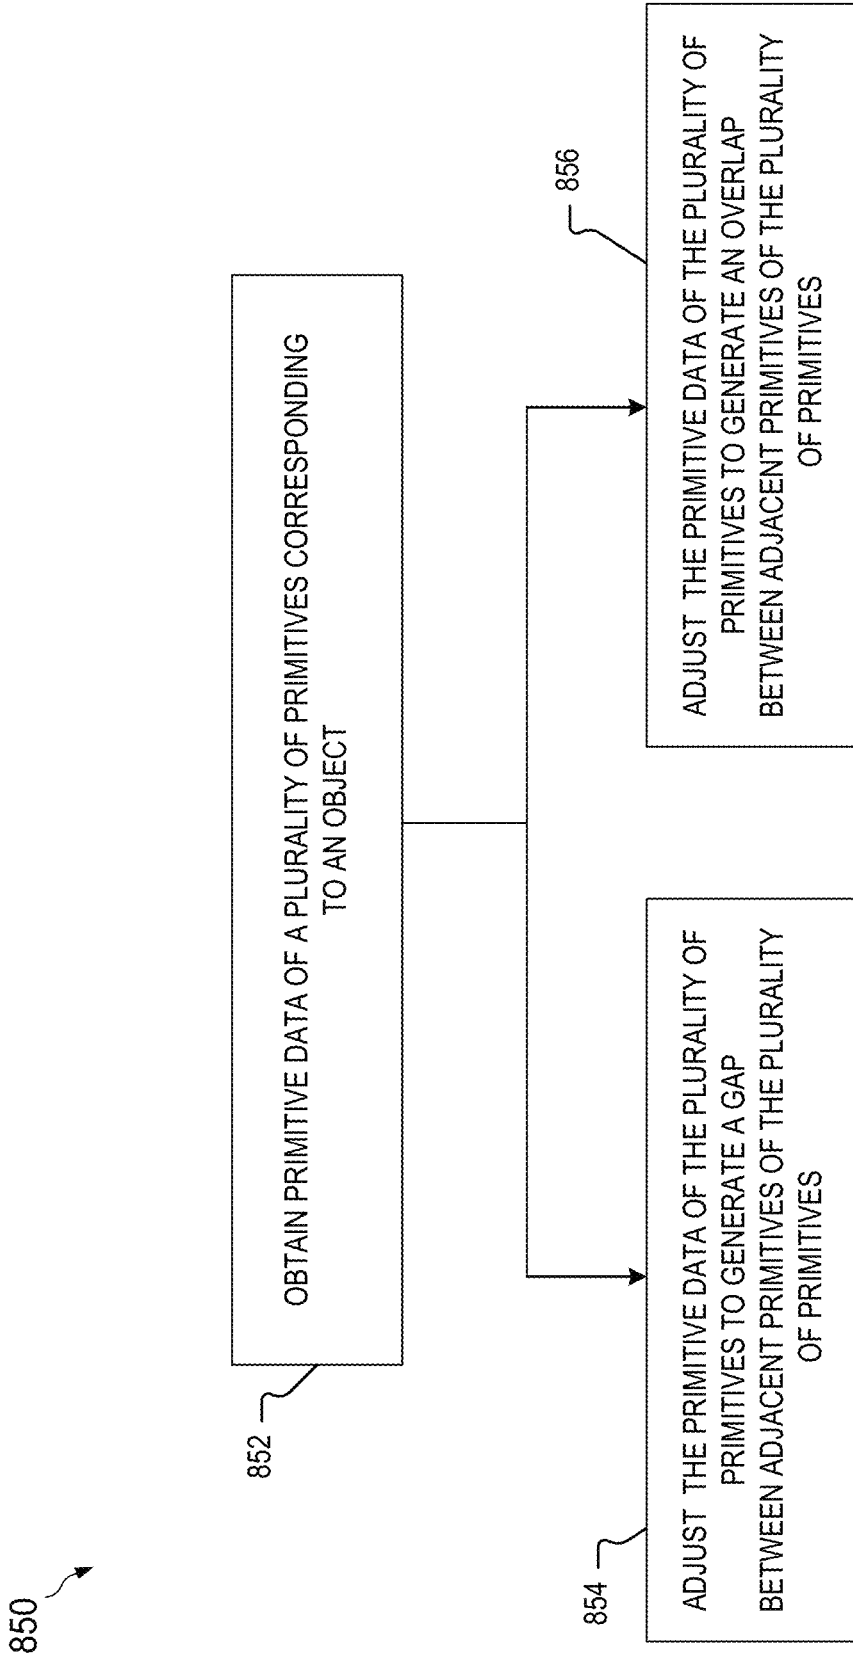 850
852
OBTAIN PRIMITIVE DATA OF A PLURALITY OF PRIMITIVES CORRESPONDING
TO AN OBJECT
854
ADJUST THE PRIMITIVE DATA OF THE PLURALITY OF
PRIMITIVES TO GENERATE A GAP
BETWEEN ADJACENT PRIMITIVES OF THE PLURALITY
OF PRIMITIVES
856
ADJUST THE PRIMITIVE DATA OF THE PLURALITY OF
PRIMITIVES TO GENERATE AN OVERLAP
BETWEEN ADJACENT PRIMITIVES OF THE PLURALITY
OF PRIMITIVES